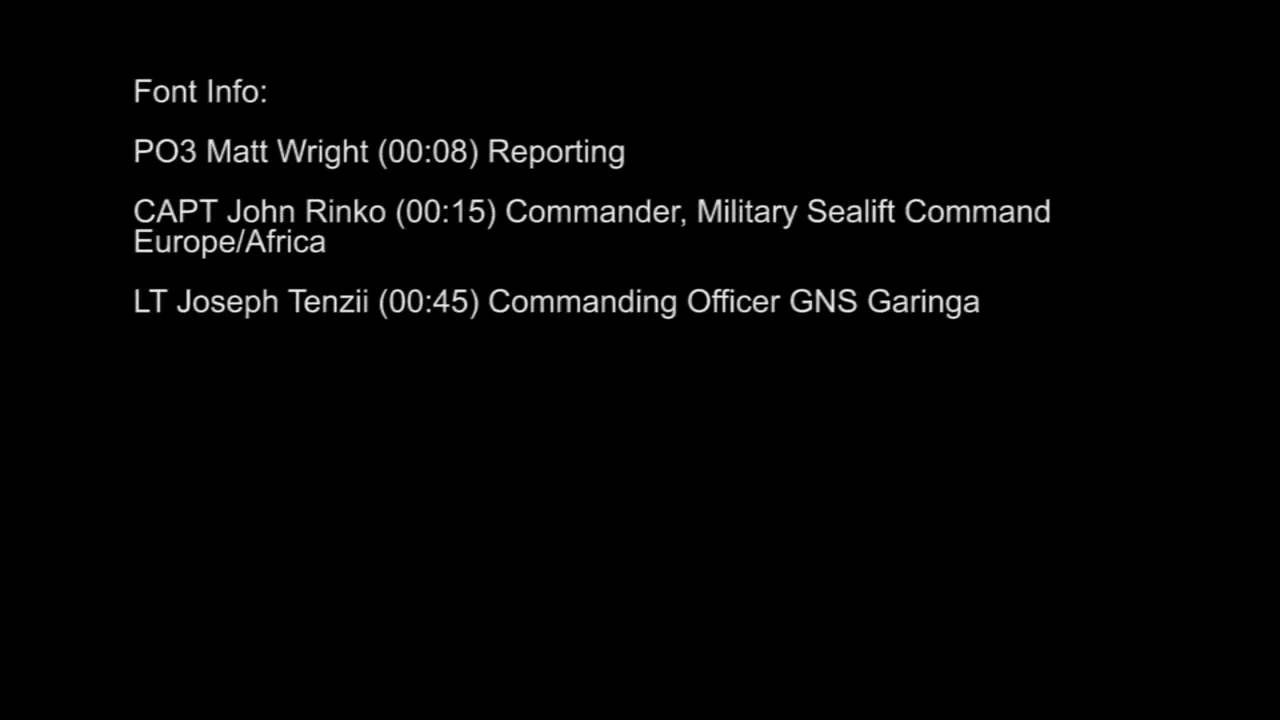 Font Info:
PO3 Matt Wright (00:08) Reporting
CAPT John Rinko (00:15) Commander, Military Sealift Command
Europe/Africa
LT Joseph Tenzii (00:45) Commanding Officer GNS Garinga